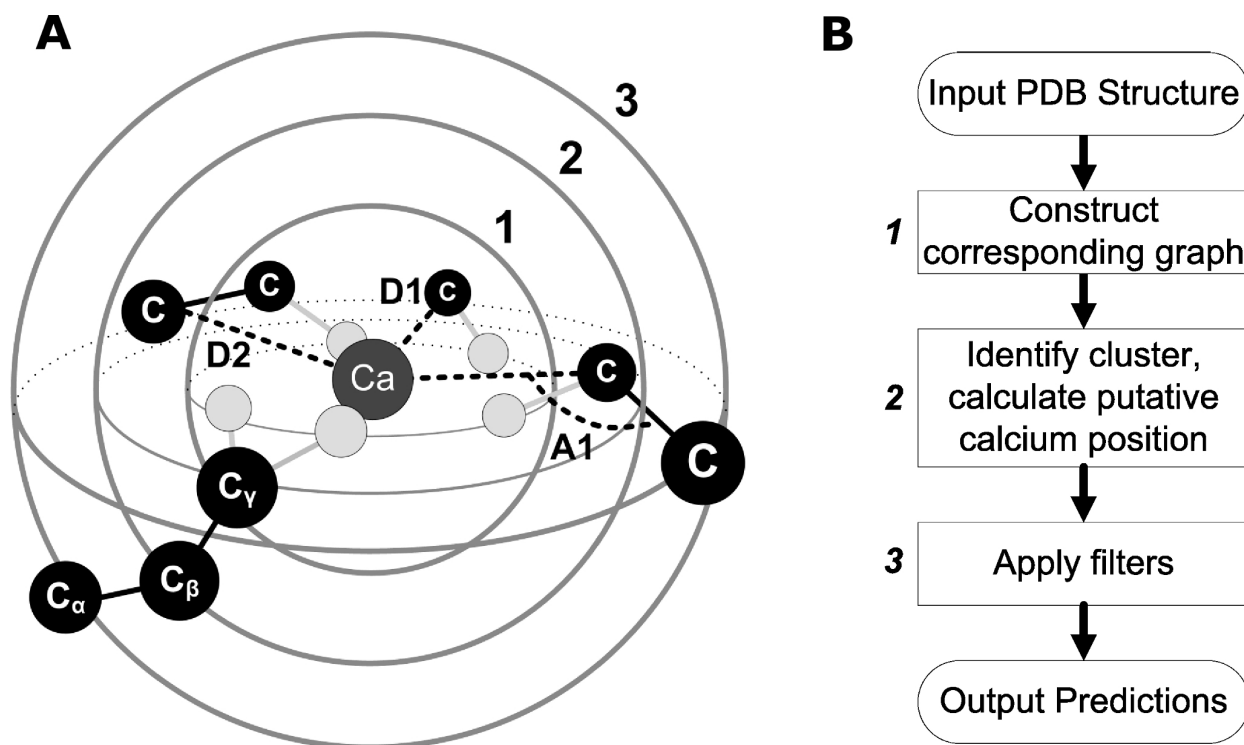 A
3
2
1
C
C
D1
C
D2
Ca
C
A1
C
Cγ
Cβ
Cα
B
Input PDB Structure
1
Construct
corresponding graph
2
Identify cluster,
calculate putative
calcium position
3
Apply filters
Output Predictions